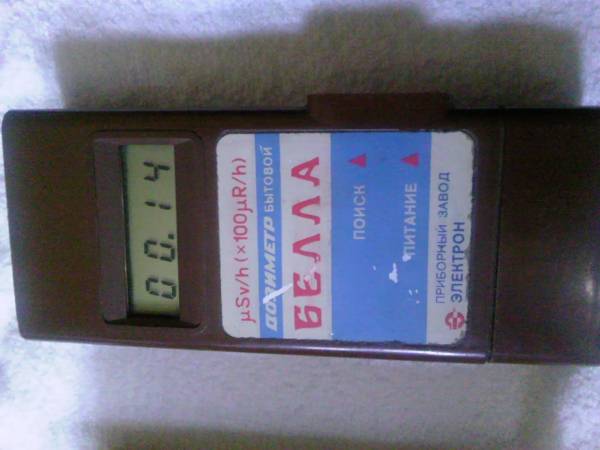 00.14
μSv/h (×100μR/h)
ДОЗИМЕТР БЫТОВОЙ
БЕЛЛА
ПОИСК
ПИТАНИЕ
ПРИБОРНЫЙ ЗАВОД
ЭЛЕКТРОН